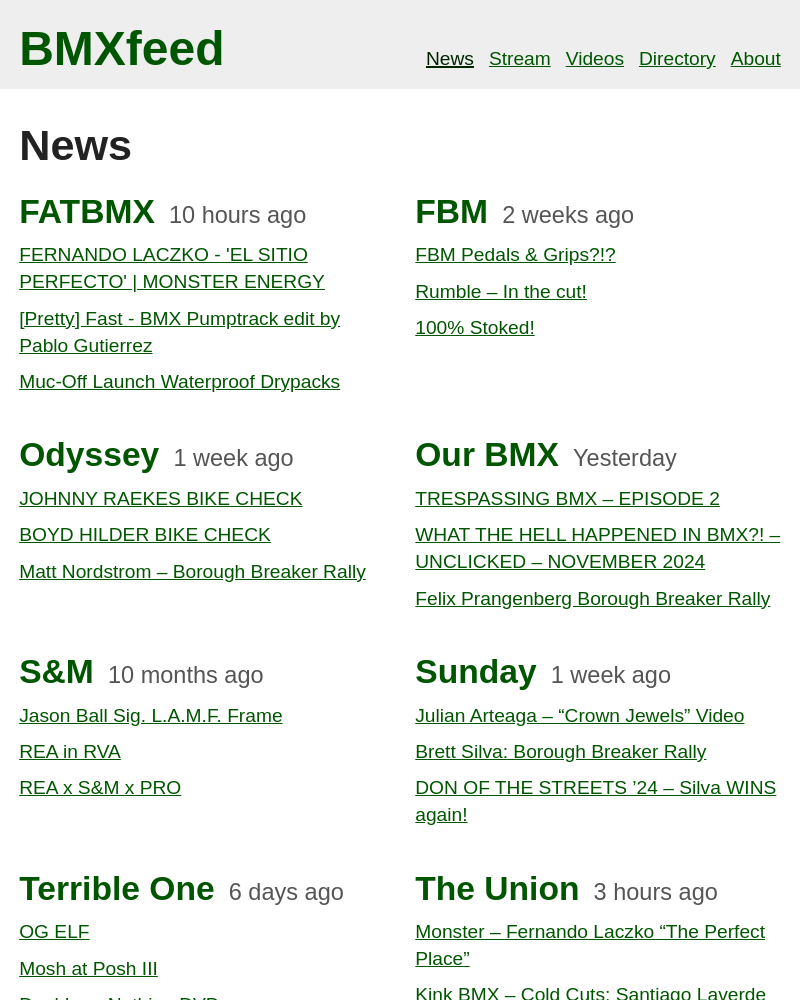 BMXfeed
News Stream Videos Directory About
News
FATBMX 10 hours ago
FERNANDO LACZKO - 'EL SITIO
PERFECTO' | MONSTER ENERGY
[Pretty] Fast - BMX Pumptrack edit by
Pablo Gutierrez
Muc-Off Launch Waterproof Drypacks
FBM 2 weeks ago
FBM Pedals & Grips?!?
Rumble – In the cut!
100% Stoked!
Odyssey 1 week ago
JOHNNY RAEKES BIKE CHECK
BOYD HILDER BIKE CHECK
Matt Nordstrom – Borough Breaker Rally
Our BMX Yesterday
TRESPASSING BMX – EPISODE 2
WHAT THE HELL HAPPENED IN BMX?! –
UNCLICKED – NOVEMBER 2024
Felix Prangenberg Borough Breaker Rally
S&M 10 months ago
Jason Ball Sig. L.A.M.F. Frame
REA in RVA
REA x S&M x PRO
Sunday 1 week ago
Julian Arteaga – “Crown Jewels” Video
Brett Silva: Borough Breaker Rally
DON OF THE STREETS ’24 – Silva WINS
again!
Terrible One 6 days ago
OG ELF
Mosh at Posh III
The Union 3 hours ago
Monster – Fernando Laczko “The Perfect
Place”
Kink BMX – Cold Cuts: Santiago Laverde